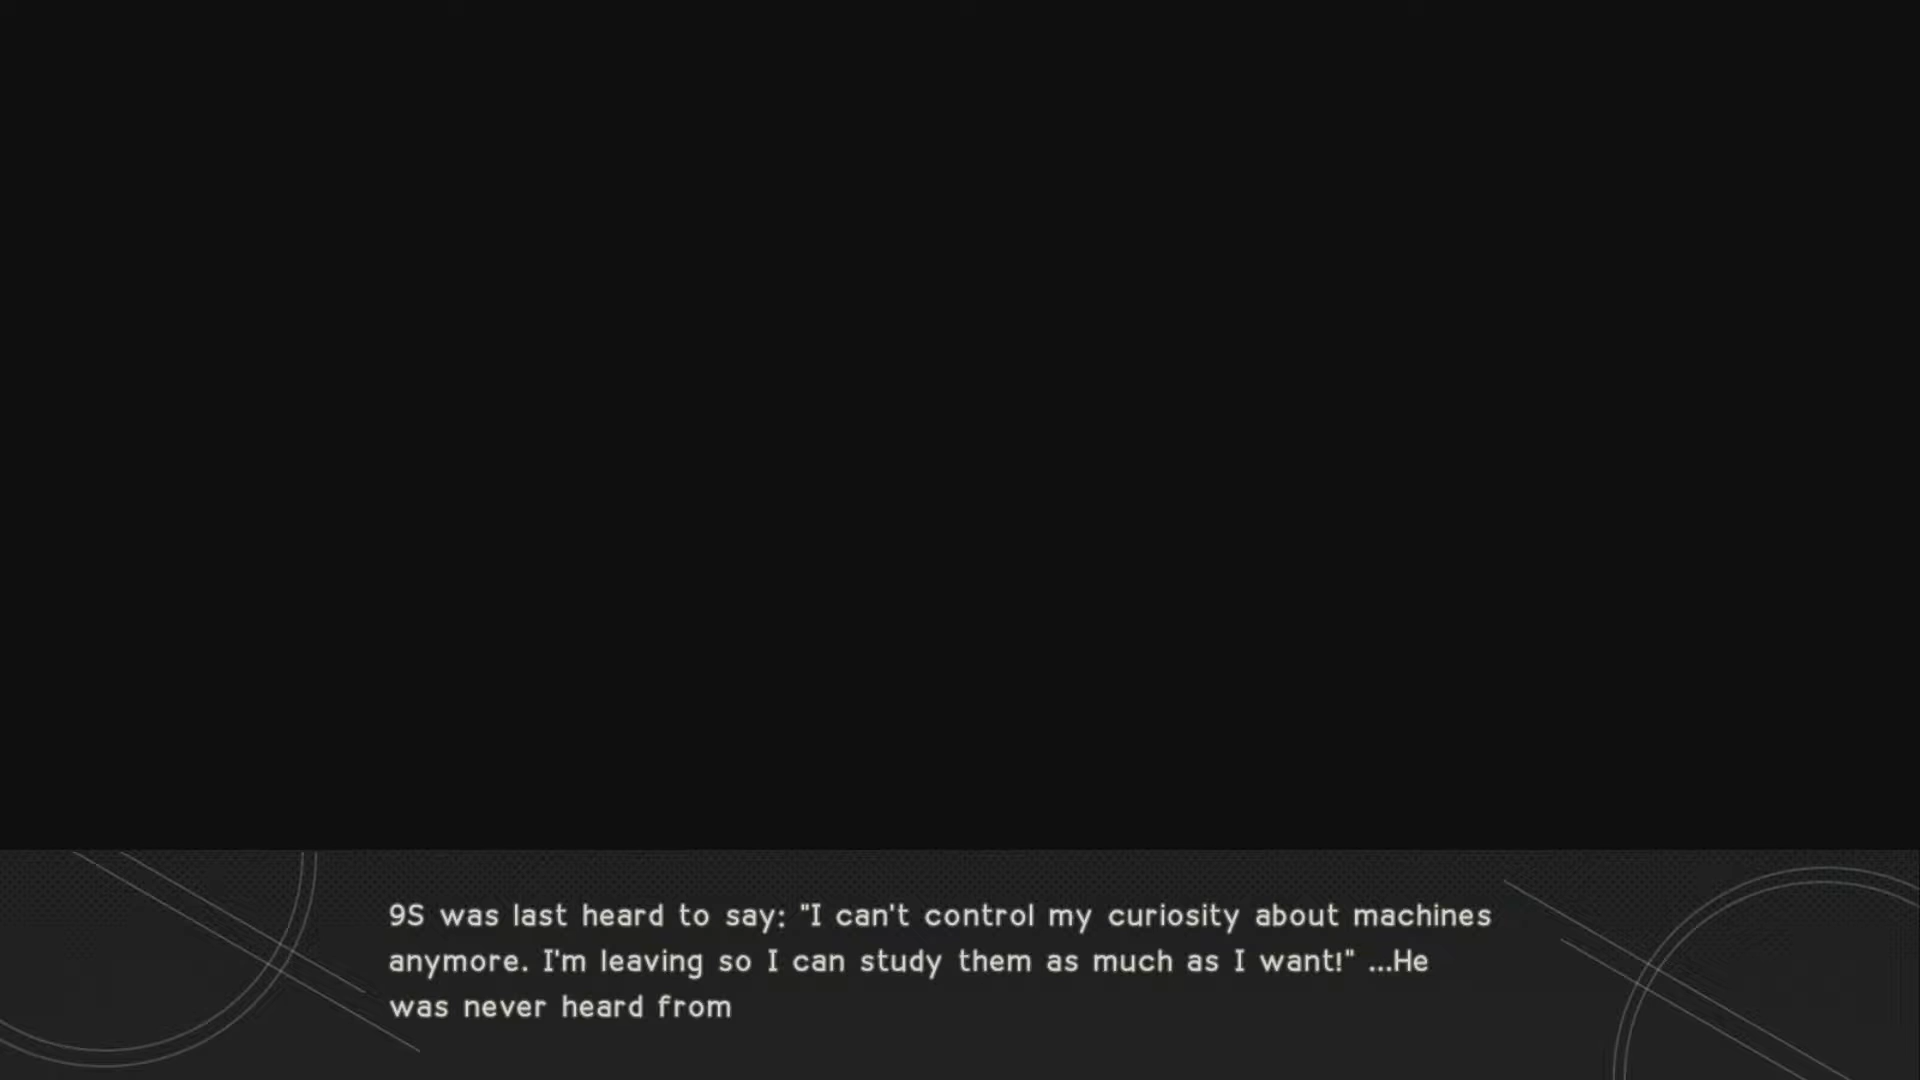 9S was last heard to say: "I can't control my curiosity about machines
anymore. I'm leaving so I can study them as much as I want!" ...He
was never heard from